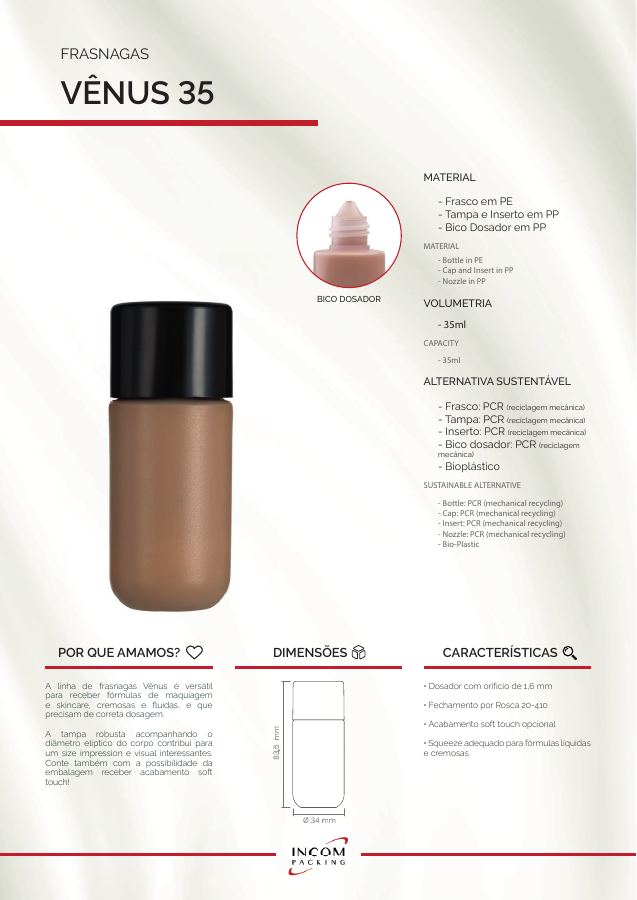 FRASNAGAS
VÊNUS 35
BICO DOSADOR
MATERIAL
- Frasco em PE
- Tampa e Inserto em PP
- Bico Dosador em PP
MATERIAL
- Bottle in PE
- Cap and Insert in PP
- Nozzle in PP
VOLUMETRIA
- 35ml
CAPACITY
- 35ml
ALTERNATIVA SUSTENTÁVEL
- Frasco: PCR (reciclagem mecânica)
- Tampa: PCR (reciclagem mecânica)
- Inserto: PCR (reciclagem mecânica)
- Bico dosador: PCR (reciclagem
mecânica)
- Bioplástico
SUSTAINABLE ALTERNATIVE
- Bottle: PCR (mechanical recycling)
- Cap: PCR (mechanical recycling)
- Insert: PCR (mechanical recycling)
- Nozzle: PCR (mechanical recycling)
- Bio-Plastic
POR QUE AMAMOS?
A linha de frasnagas Vênus é versátil
para receber fórmulas de maquiagem
e skincare, cremosas e fluidas, e que
precisam de correta dosagem.
A tampa robusta acompanhando o
diâmetro elíptico do corpo contribui para
um size impression e visual interessantes.
Conte também com a possibilidade da
embalagem receber acabamento soft
touch!
DIMENSÕES
83,6 mm
Ø 34 mm
CARACTERÍSTICAS
• Dosador com orifício de 1,6 mm
• Fechamento por Rosca 20-410
• Acabamento soft touch opcional
• Squeeze adequado para fórmulas líquidas
e cremosas
INCOM
PACKING